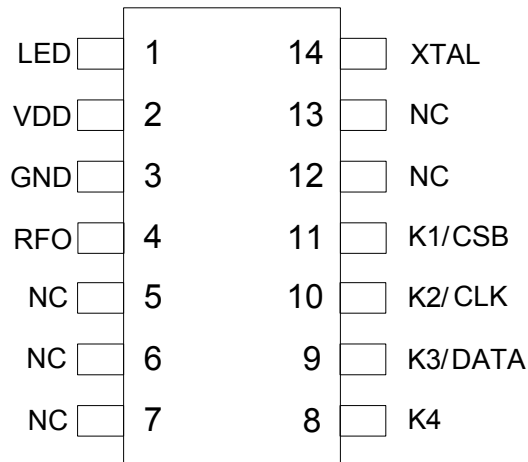 LED 1 14 XTAL
VDD 2 13 NC
GND 3 12 NC
RFO 4 11 K1/CSB
NC 5 10 K2/CLK
NC 6 9 K3/DATA
NC 7 8 K4